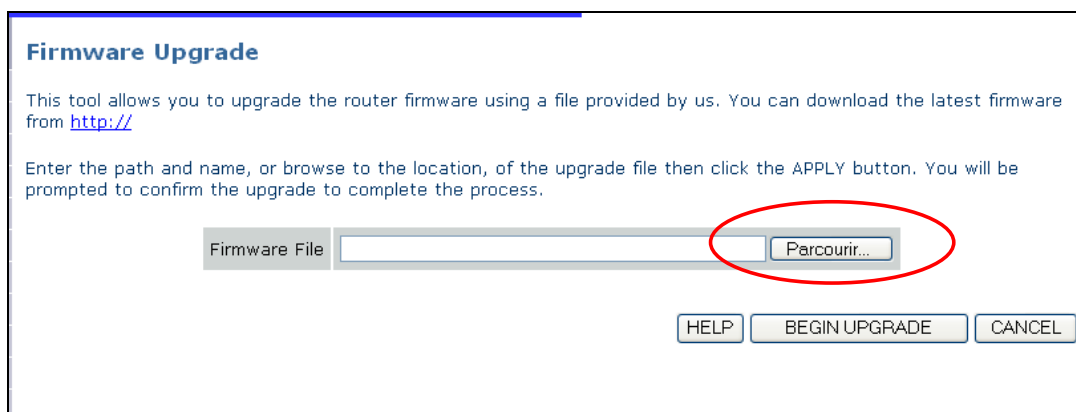 Firmware Upgrade
This tool allows you to upgrade the router firmware using a file provided by us. You can download the latest firmware
from http://
Enter the path and name, or browse to the location, of the upgrade file then click the APPLY button. You will be
prompted to confirm the upgrade to complete the process.
Firmware File Parcourir...
HELP BEGIN UPGRADE CANCEL